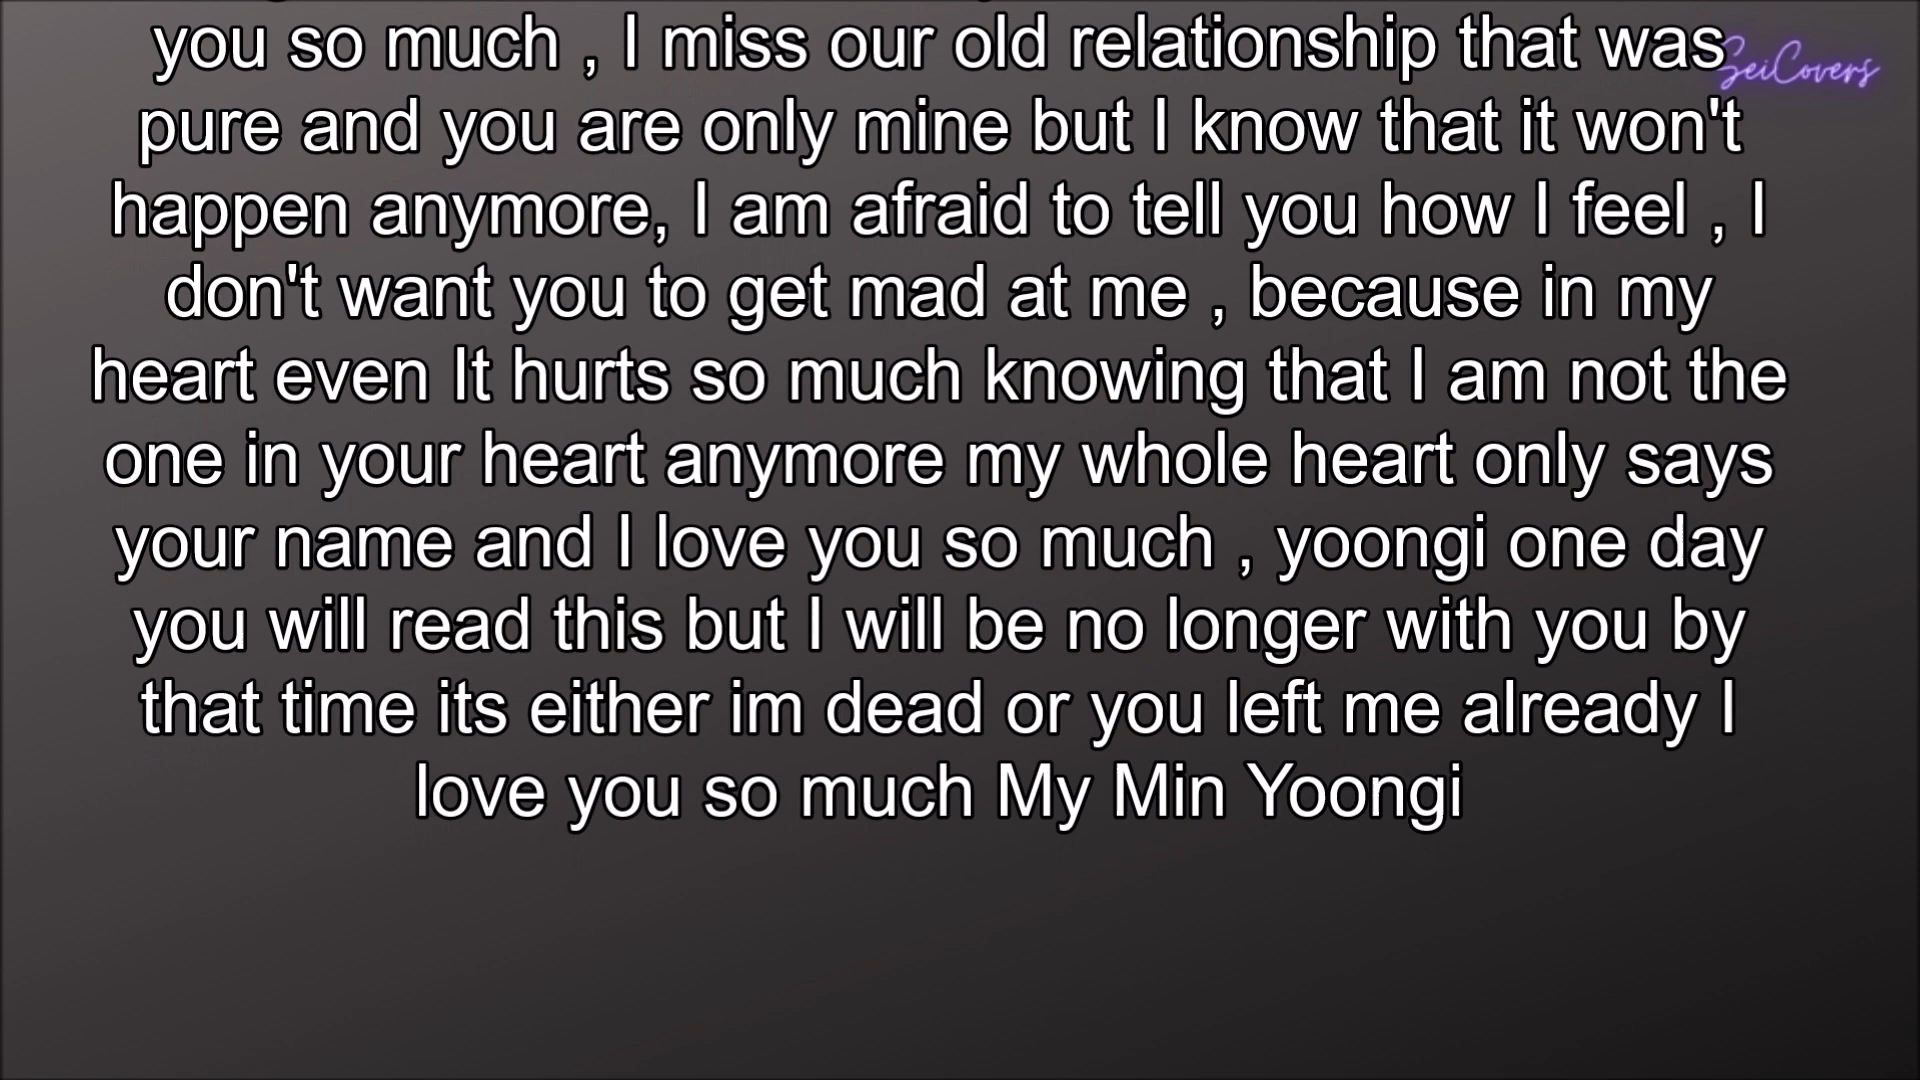 you so much , I miss our old relationship that was
SeiCovers
pure and you are only mine but I know that it won't
happen anymore, I am afraid to tell you how I feel , I
don't want you to get mad at me , because in my
heart even It hurts so much knowing that I am not the
one in your heart anymore my whole heart only says
your name and I love you so much , yoongi one day
you will read this but I will be no longer with you by
that time its either im dead or you left me already I
love you so much My Min Yoongi